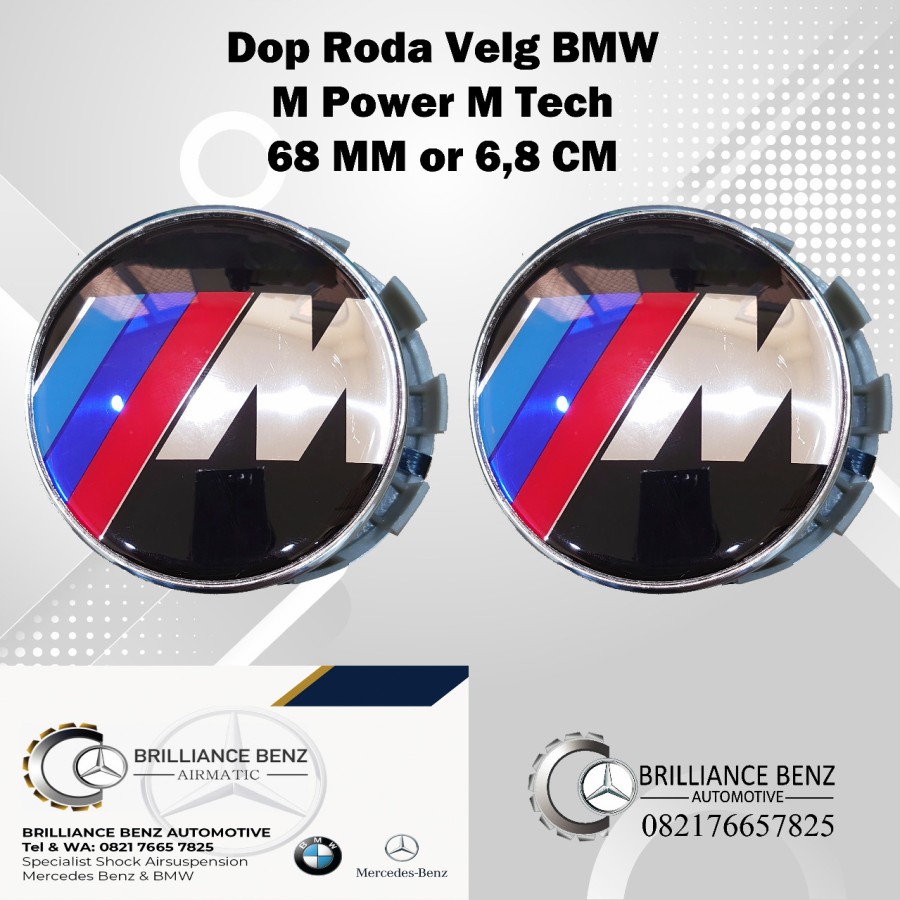 Dop Roda Velg BMW
M Power M Tech
68 MM or 6,8 CM
M
M
BRILLIANCE BENZ
AIRMATIC
BRILLIANCE BENZ AUTOMOTIVE
Tel & WA: 0821 7665 7825
Specialist Shock Airsuspension
Mercedes Benz & BMW
BMW
Mercedes-Benz
BRILLIANCE BENZ
AUTOMOTIVE
082176657825